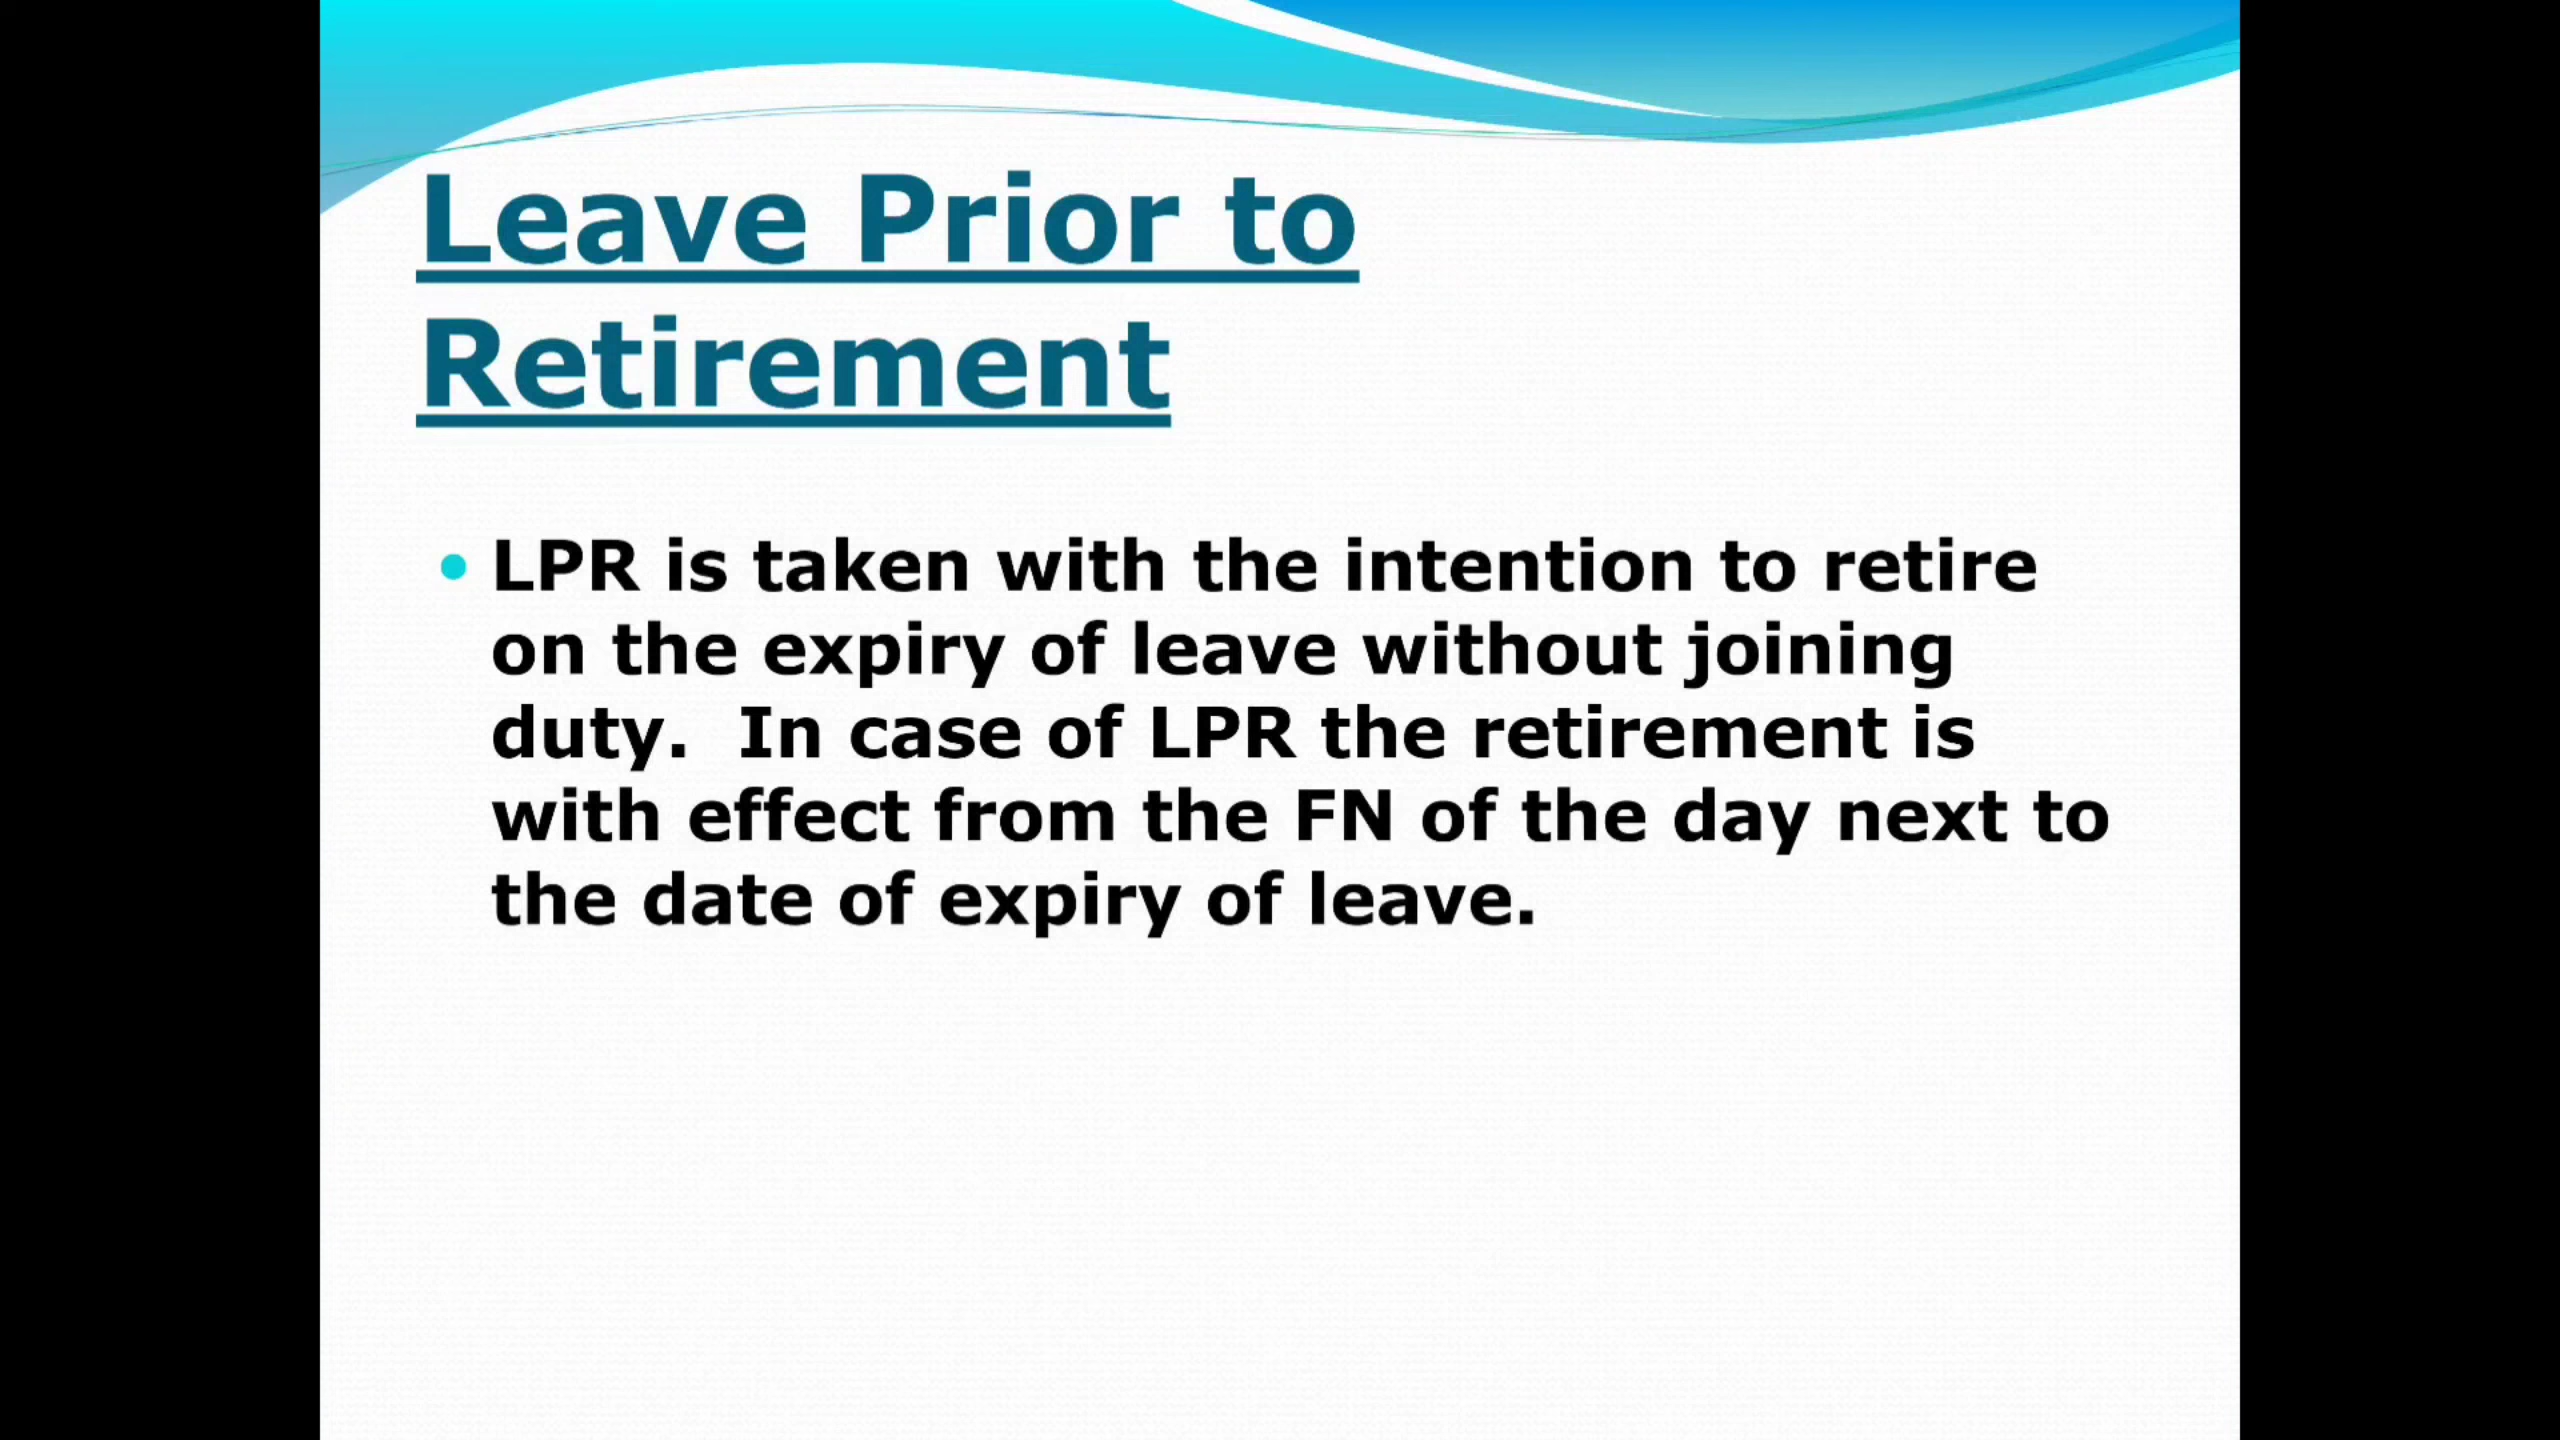 Leave Prior to
Retirement
• LPR is taken with the intention to retire
on the expiry of leave without joining
duty.  In case of LPR the retirement is
with effect from the FN of the day next to
the date of expiry of leave.